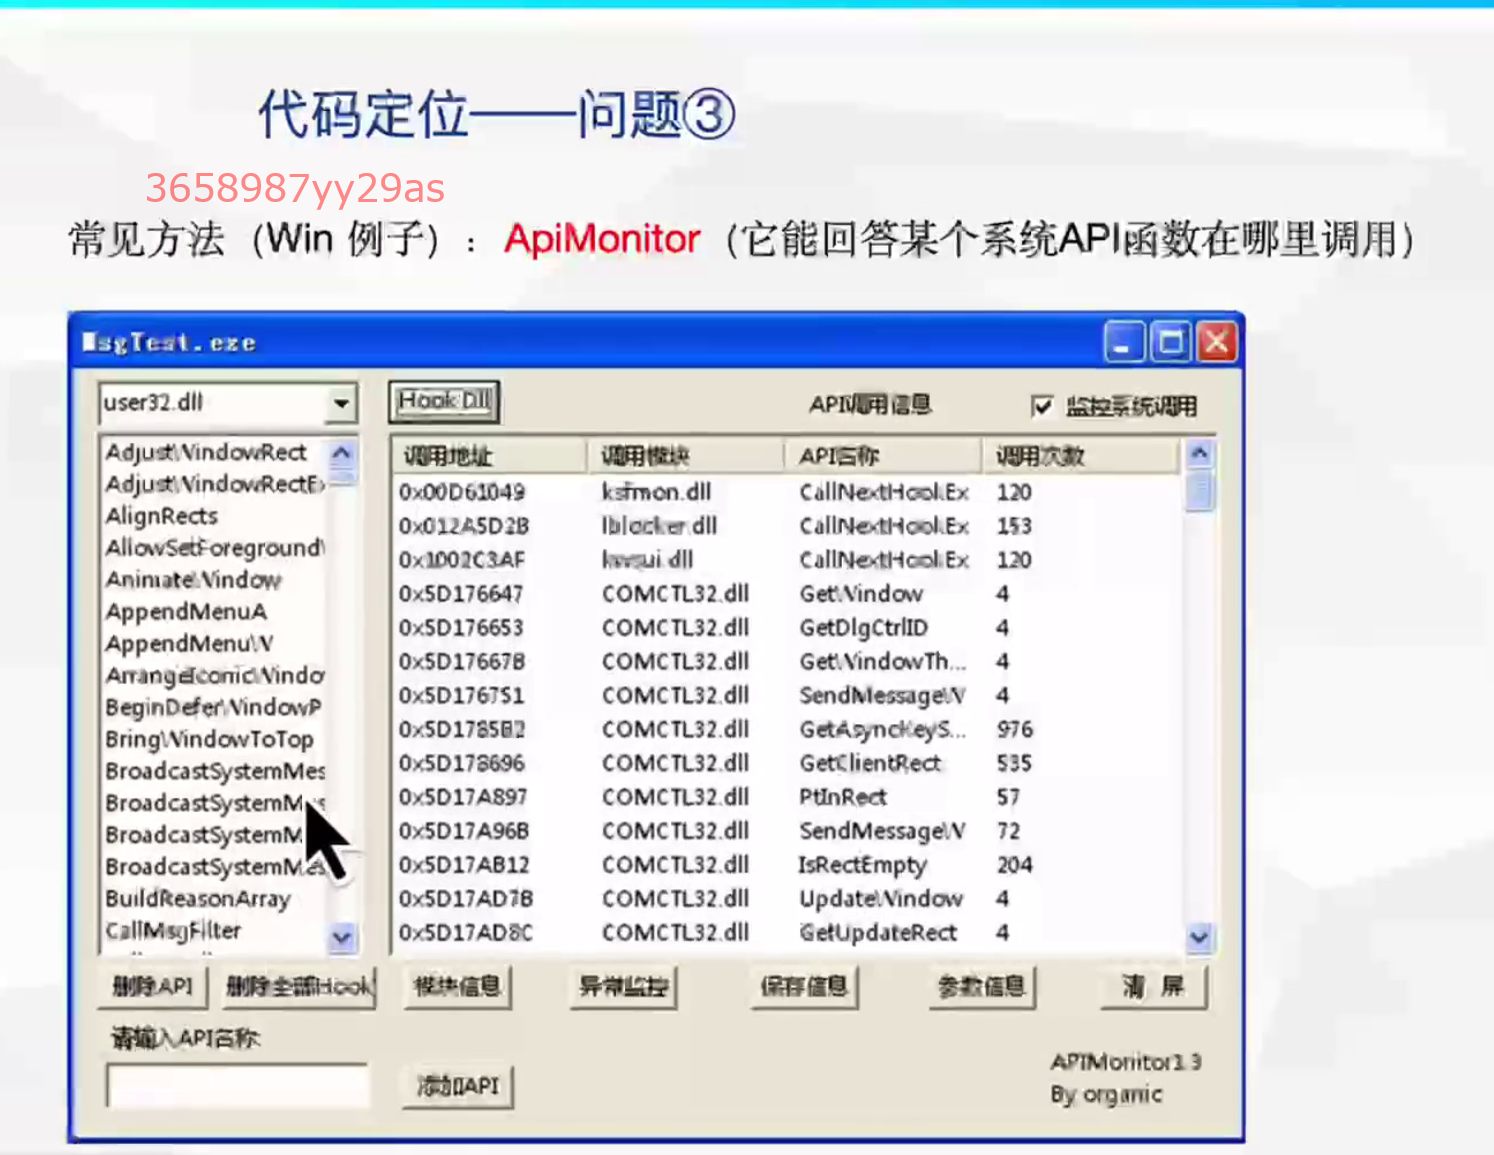 代码定位——问题③
3658987yy29as
常见方法（Win 例子）：ApiMonitor（它能回答某个系统API函数在哪里调用）
MsgTest.exe
user32.dll
Hook Dll
API调用信息
监控系统调用
AdjustWindowRect
AdjustWindowRectEx
AlignRects
AllowSetForegroundW
AnimateWindow
AppendMenuA
AppendMenuW
ArrangeIconicWindo
BeginDeferWindowP
BringWindowToTop
BroadcastSystemMes
BroadcastSystemMes
BroadcastSystemM
BroadcastSystemMes
BuildReasonArray
CallMsgFilter
调用地址 调用模块 API名称 调用次数
0x00D61049 ksfmon.dll CallNextHookEx 120
0x012A5D2B lblocker.dll CallNextHookEx 153
0x1002C3AF kwsui.dll CallNextHookEx 120
0x5D176647 COMCTL32.dll GetWindow 4
0x5D176653 COMCTL32.dll GetDlgCtrlID 4
0x5D17667B COMCTL32.dll GetWindowTh... 4
0x5D176751 COMCTL32.dll SendMessageW 4
0x5D1785B2 COMCTL32.dll GetAsyncKeyS... 976
0x5D178696 COMCTL32.dll GetClientRect 535
0x5D17A897 COMCTL32.dll PtInRect 57
0x5D17A96B COMCTL32.dll SendMessageW 72
0x5D17AB12 COMCTL32.dll IsRectEmpty 204
0x5D17AD7B COMCTL32.dll UpdateWindow 4
0x5D17AD8C COMCTL32.dll GetUpdateRect 4
删除API 删除全部Hook 模块信息 异常监控 保存信息 参数信息 清 屏
请输入API名称:
添加API
APIMonitor1.3
By organic